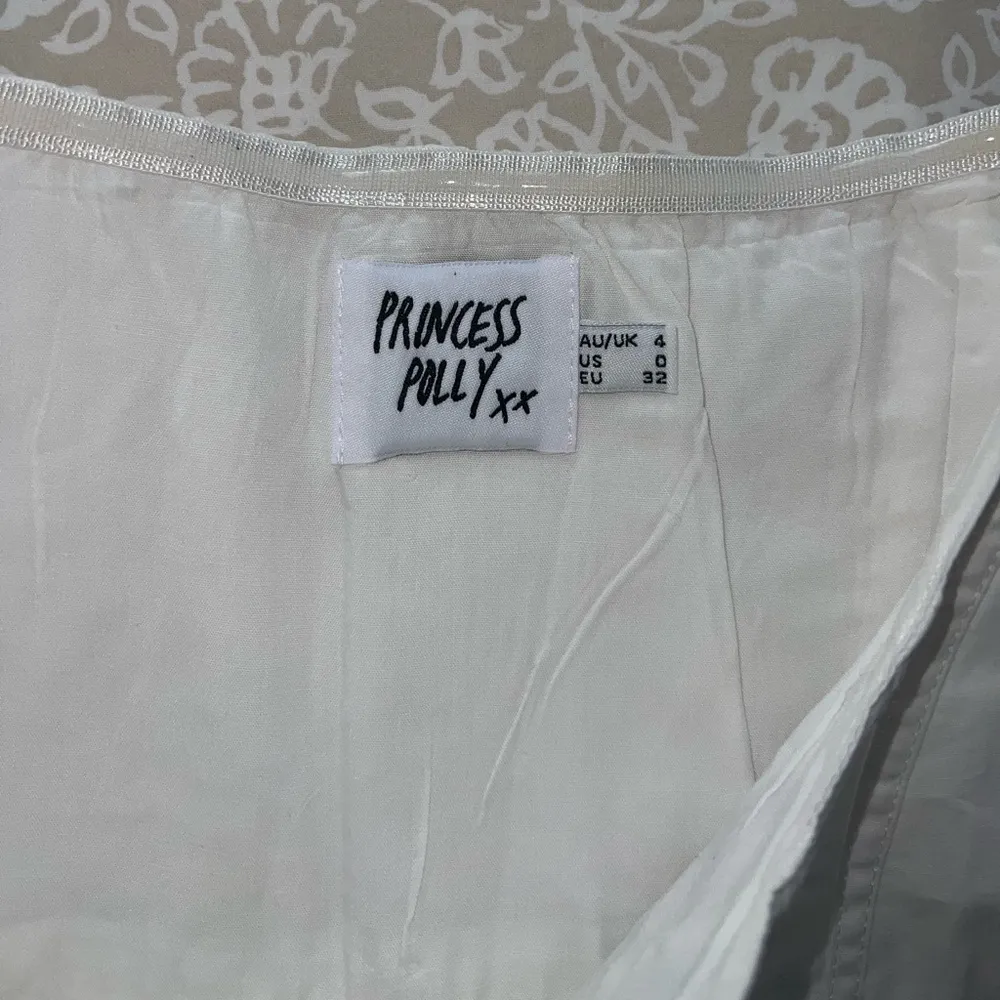 PRINCESS
POLLY xx
AU/UK 4
US 0
EU 32